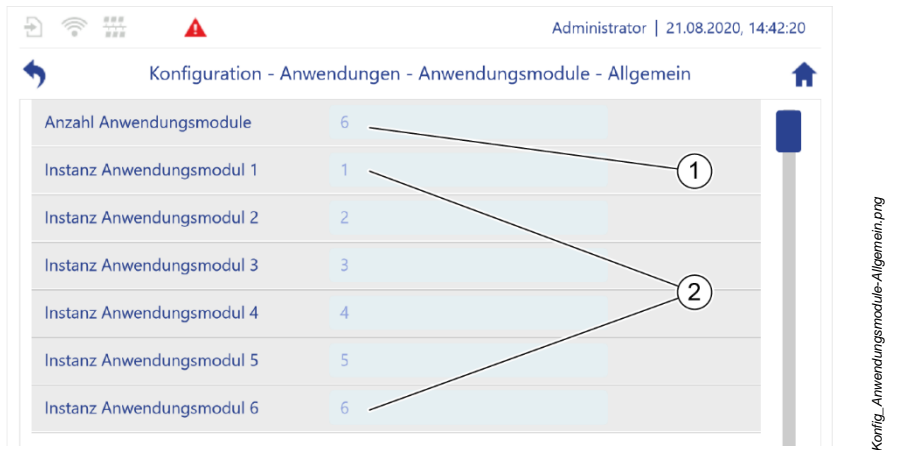 Administrator | 21.08.2020, 14:42:20
Konfiguration - Anwendungen - Anwendungsmodule - Allgemein
Anzahl Anwendungsmodule 6
1
Instanz Anwendungsmodul 1 1
Instanz Anwendungsmodul 2 2
Instanz Anwendungsmodul 3 3
2
Instanz Anwendungsmodul 4 4
Instanz Anwendungsmodul 5 5
Instanz Anwendungsmodul 6 6
Konfig_Anwendungsmodule-Allgemein.png